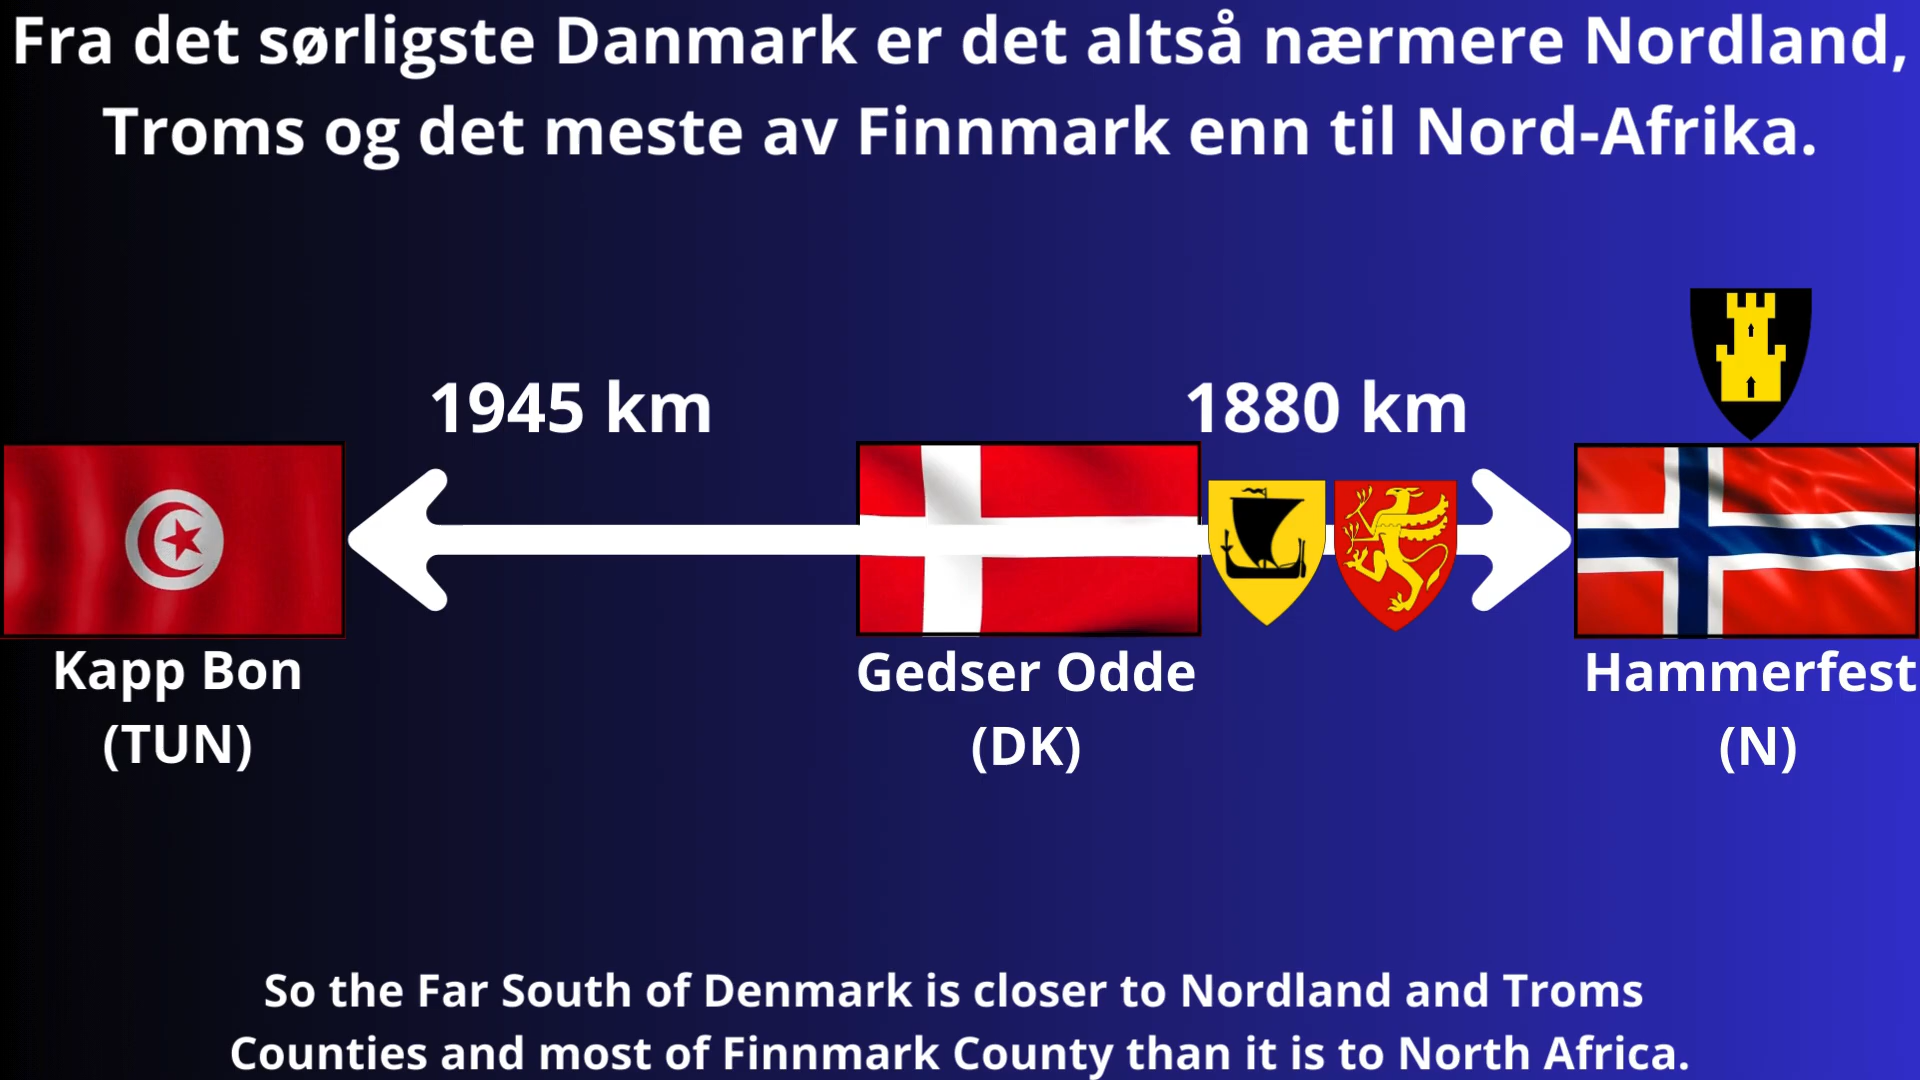 Fra det sørligste Danmark er det altså nærmere Nordland,
Troms og det meste av Finnmark enn til Nord-Afrika.
1945 km
1880 km
Kapp Bon
(TUN)
Gedser Odde
(DK)
Hammerfest
(N)
So the Far South of Denmark is closer to Nordland and Troms
Counties and most of Finnmark County than it is to North Africa.